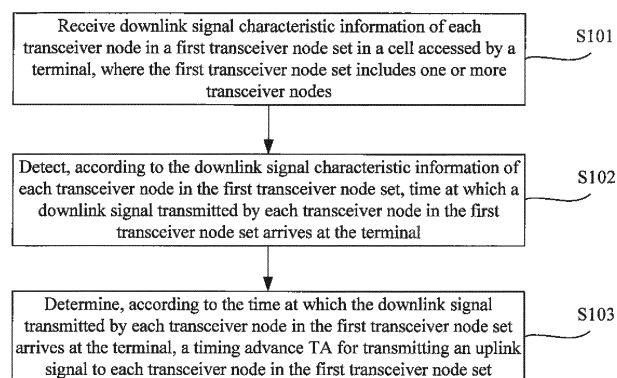 Receive downlink signal characteristic information of each
transceiver node in a first transceiver node set in a cell accessed by a
terminal, where the first transceiver node set includes one or more
transceiver nodes
S101
Detect, according to the downlink signal characteristic information of
each transceiver node in the first transceiver node set, time at which a
downlink signal transmitted by each transceiver node in the first
transceiver node set arrives at the terminal
S102
Determine, according to the time at which the downlink signal
transmitted by each transceiver node in the first transceiver node set
arrives at the terminal, a timing advance TA for transmitting an uplink
signal to each transceiver node in the first transceiver node set
S103